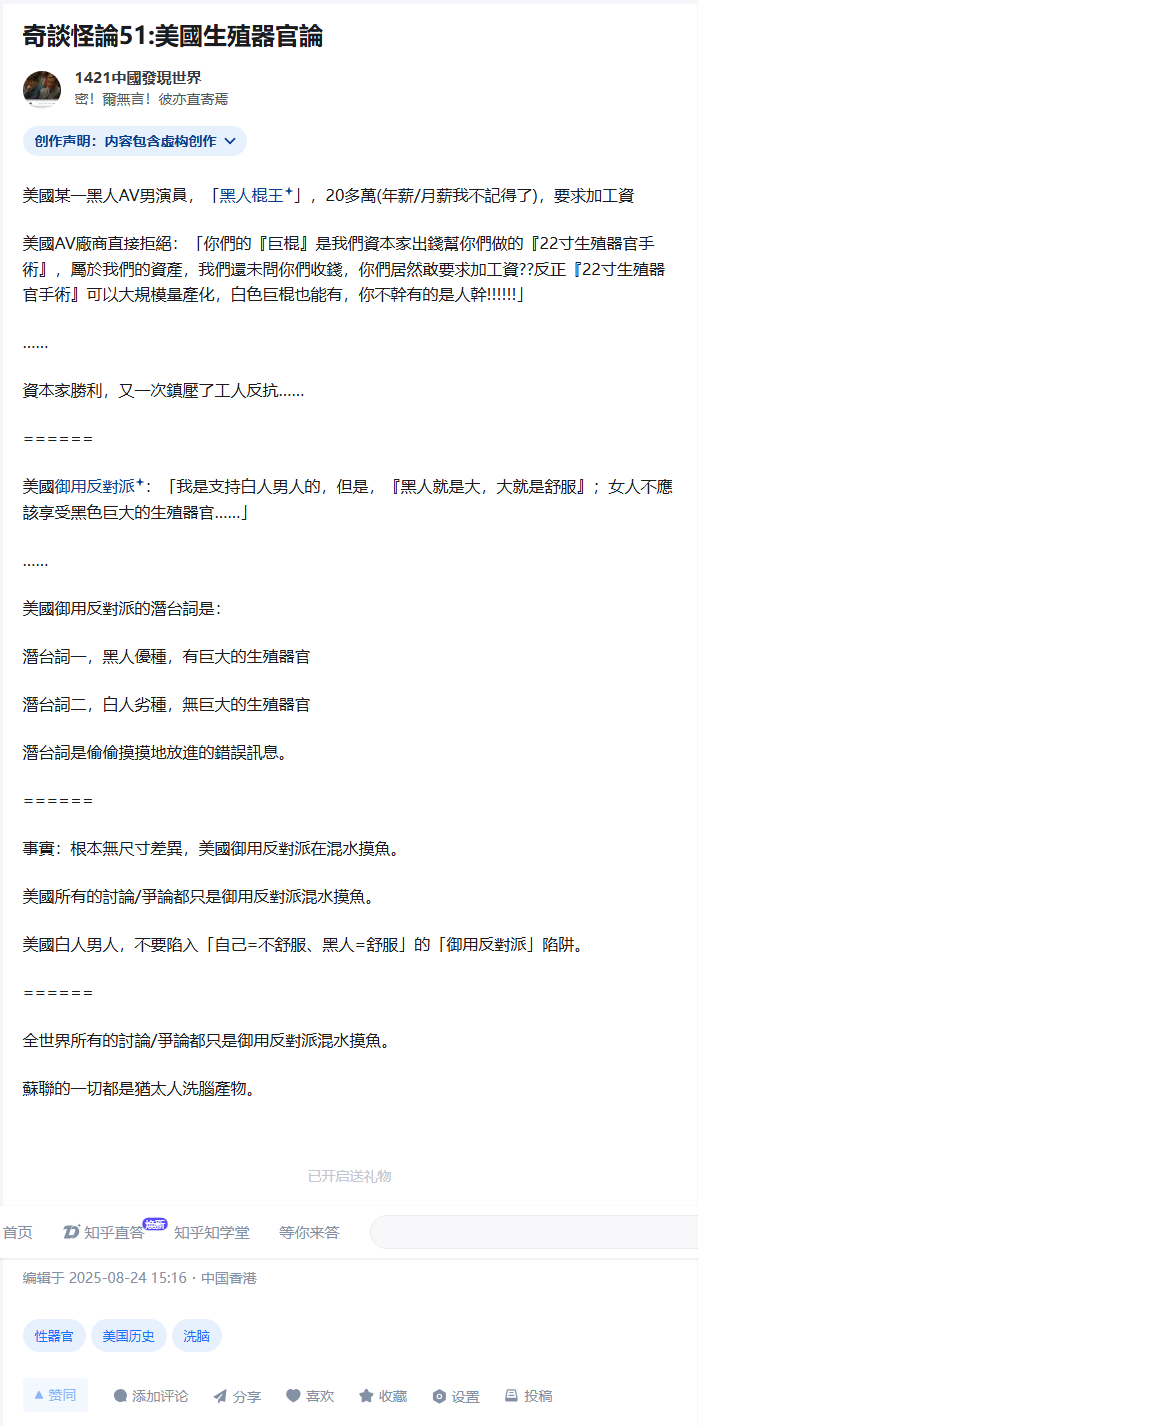 奇談怪論51:美國生殖器官論
1421中國發現世界
密！爾無言！彼亦直寄焉
创作声明：内容包含虚构创作
美國某一黑人AV男演員，「黑人棍王」，20多萬(年薪/月薪我不記得了)，要求加工資
美國AV廠商直接拒絕：「你們的『巨棍』是我們資本家出錢幫你們做的『22寸生殖器官手
術』，屬於我們的資產，我們還未問你們收錢，你們居然敢要求加工資??反正『22寸生殖器
官手術』可以大規模量產化，白色巨棍也能有，你不幹有的是人幹!!!!!!」
......
資本家勝利，又一次鎮壓了工人反抗......
======
美國御用反對派：「我是支持白人男人的，但是，『黑人就是大，大就是舒服』；女人不應
該享受黑色巨大的生殖器官......」
......
美國御用反對派的潛台詞是：
潛台詞一，黑人優種，有巨大的生殖器官
潛台詞二，白人劣種，無巨大的生殖器官
潛台詞是偷偷摸摸地放進的錯誤訊息。
======
事實：根本無尺寸差異，美國御用反對派在混水摸魚。
美國所有的討論/爭論都只是御用反對派混水摸魚。
美國白人男人，不要陷入「自己=不舒服、黑人=舒服」的「御用反對派」陷阱。
======
全世界所有的討論/爭論都只是御用反對派混水摸魚。
蘇聯的一切都是猶太人洗腦產物。
已开启送礼物
首页 知乎直答 焕新 知乎知学堂 等你来答
编辑于 2025-08-24 15:16・中国香港
性器官 美国历史 洗脑
赞同 添加评论 分享 喜欢 收藏 设置 投稿